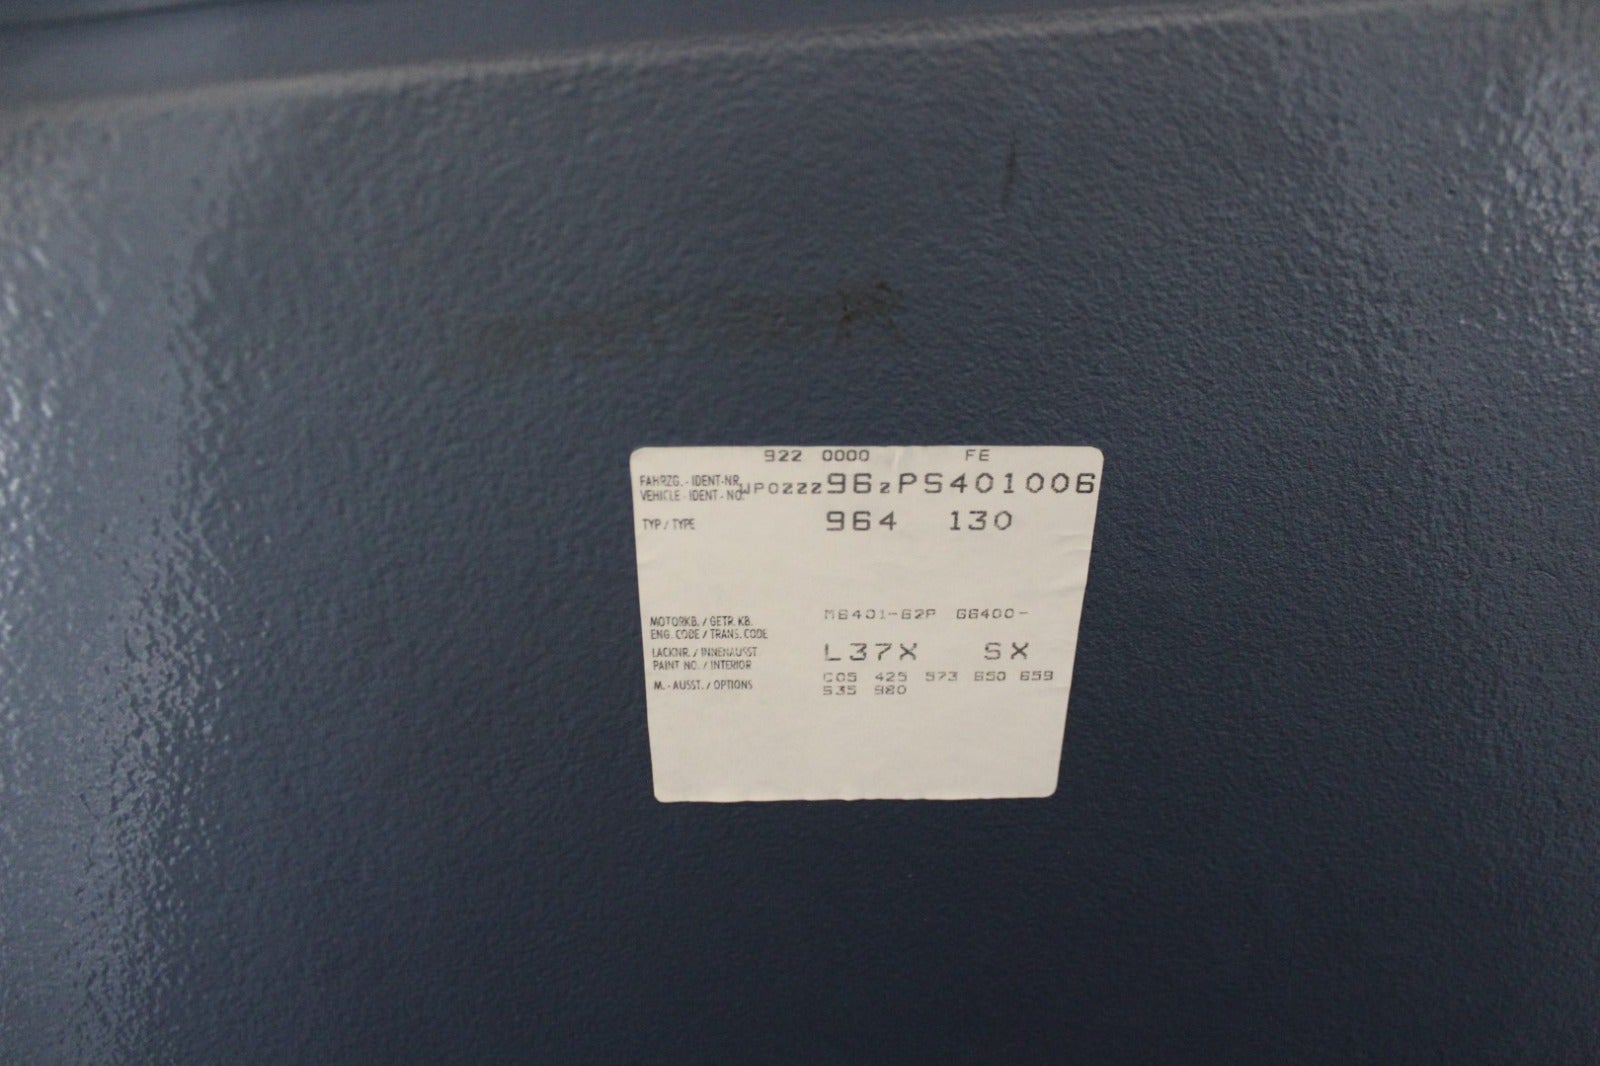 922 0000 FE
FAHRZG.-IDENT-NR.
VEHICLE-IDENT-NO. WP0ZZZ96ZPS401006
TYP / TYPE 964 130
MOTORKB. / GETR. KB. M6401-62P G6400-
ENG. CODE / TRANS. CODE
LACKNR. / INNENAUSST L37X SX
PAINT NO. / INTERIOR
M.-AUSST. / OPTIONS C05 425 573 650 659
535 980